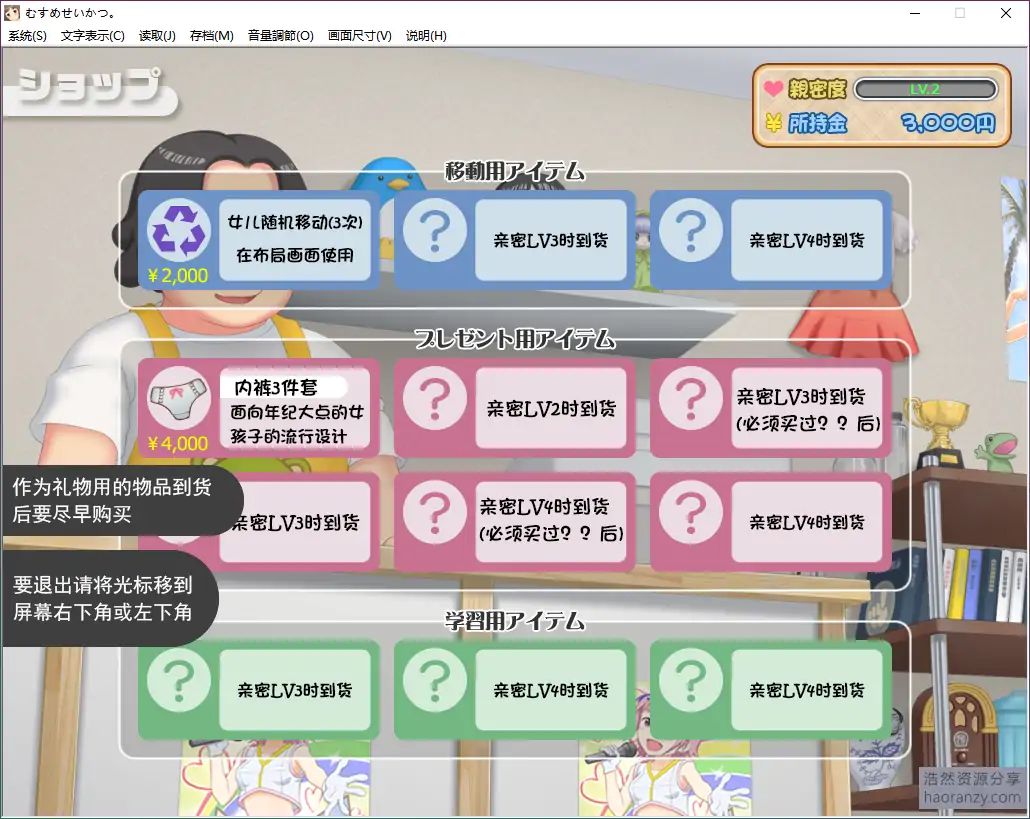 むすめせいかつ。
系统(S) 文字表示(C) 读取(J) 存档(M) 音量調節(O) 画面尺寸(V) 说明(H)
ショップ
親密度 LV.2
¥ 所持金 3,000円
移動用アイテム
女儿随机移动(3次)
在布局画面使用
¥2,000
? 亲密LV3时到货
? 亲密LV4时到货
プレゼント用アイテム
内裤3件套
面向年纪大点的女
孩子的流行设计
¥4,000
? 亲密LV2时到货
? 亲密LV3时到货
(必须买过？？后)
作为礼物用的物品到货
后要尽早购买
亲密LV3时到货
? 亲密LV4时到货
(必须买过？？后)
? 亲密LV4时到货
要退出请将光标移到
屏幕右下角或左下角
学習用アイテム
? 亲密LV3时到货
? 亲密LV4时到货
? 亲密LV4时到货
浩然资源分享
haoranzy.com